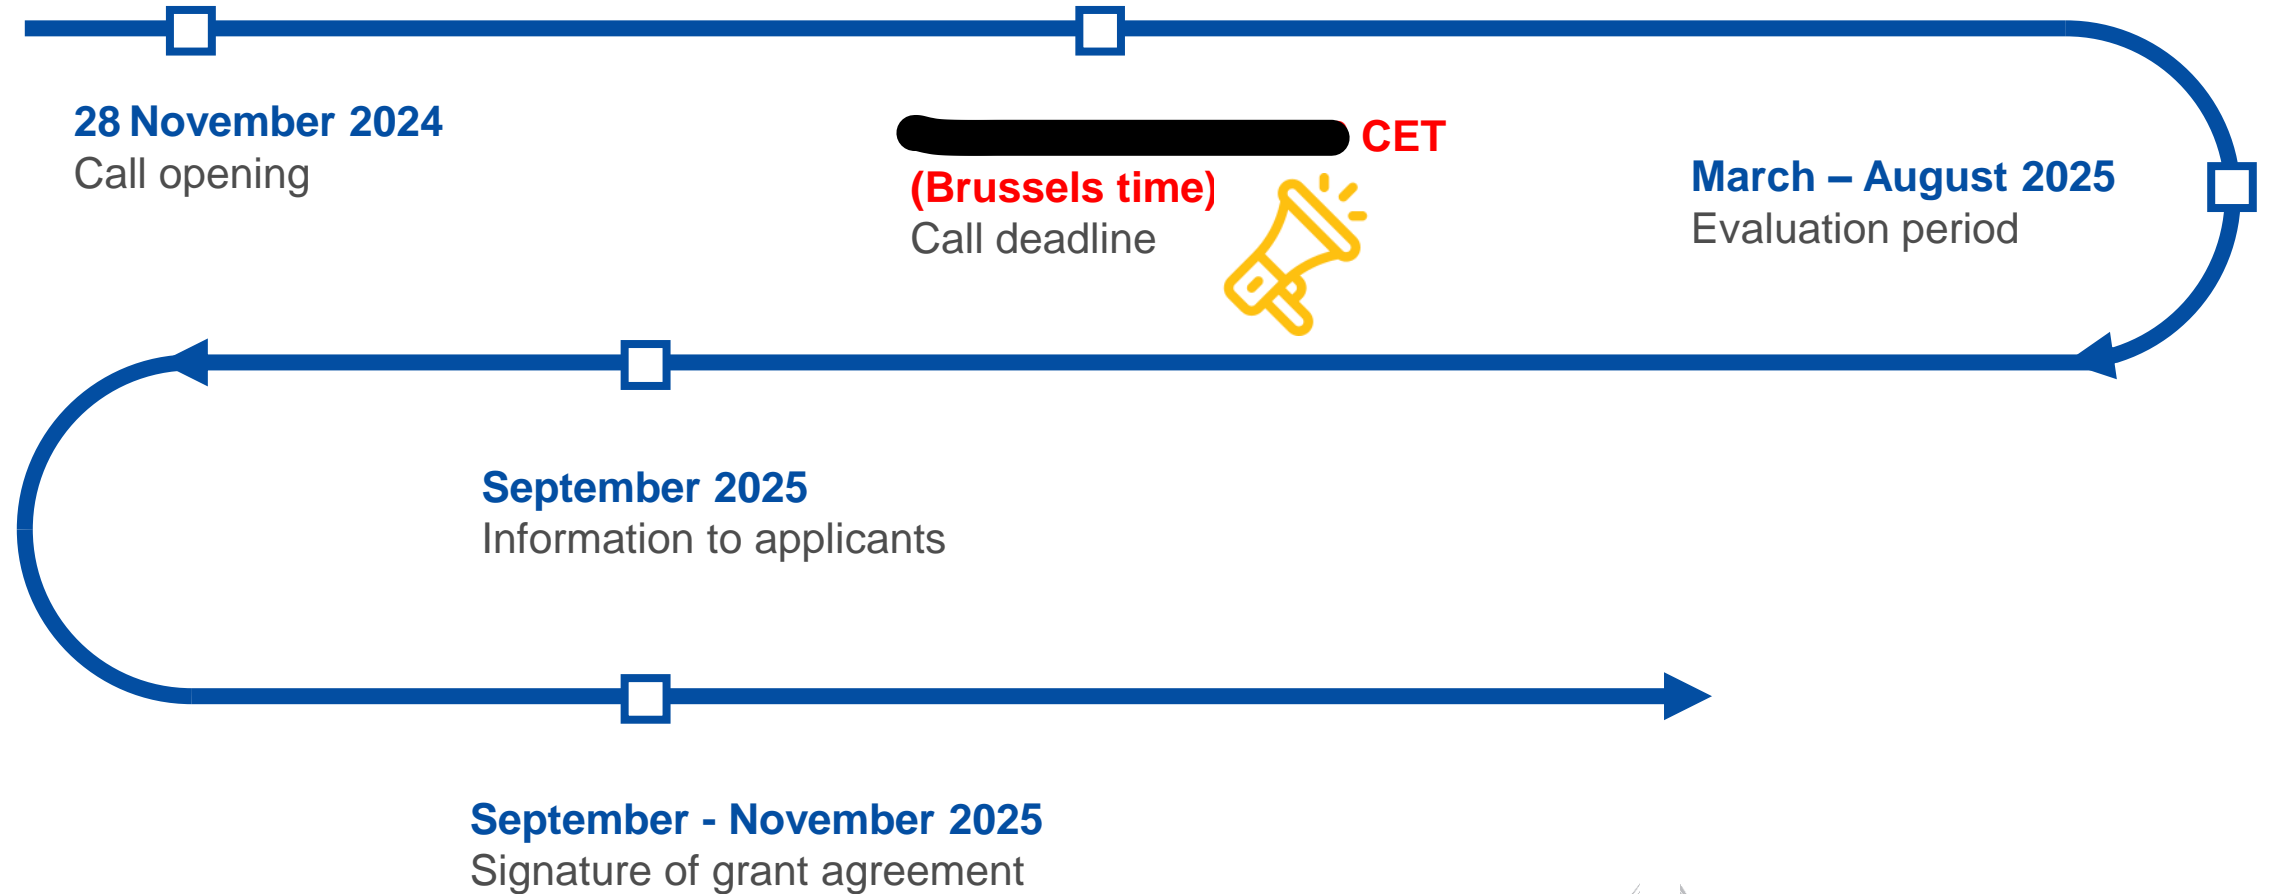 28 November 2024
Call opening
CET
(Brussels time)
Call deadline
March – August 2025
Evaluation period
September 2025
Information to applicants
September - November 2025
Signature of grant agreement